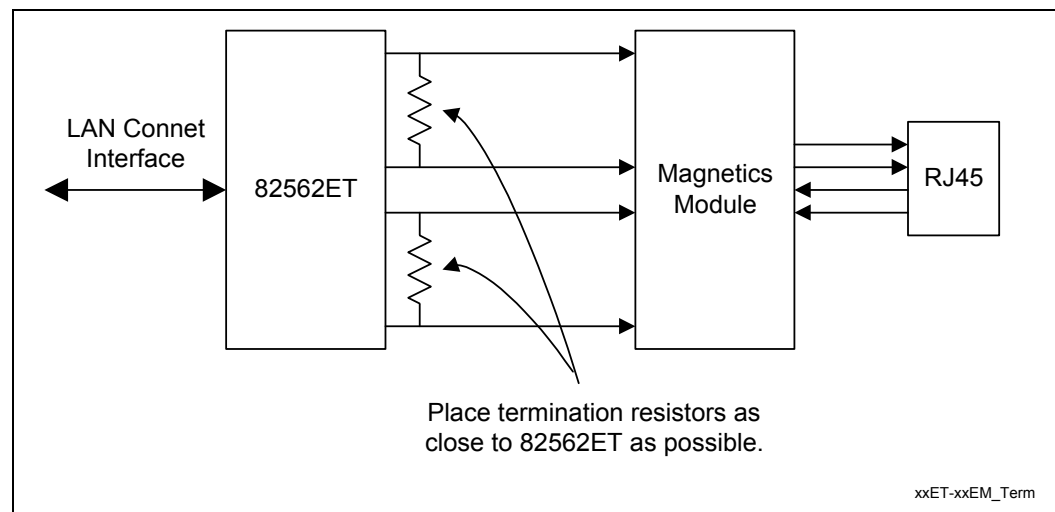 LAN Connet
Interface
82562ET
Magnetics
Module
RJ45
Place termination resistors as
close to 82562ET as possible.
xxET-xxEM_Term